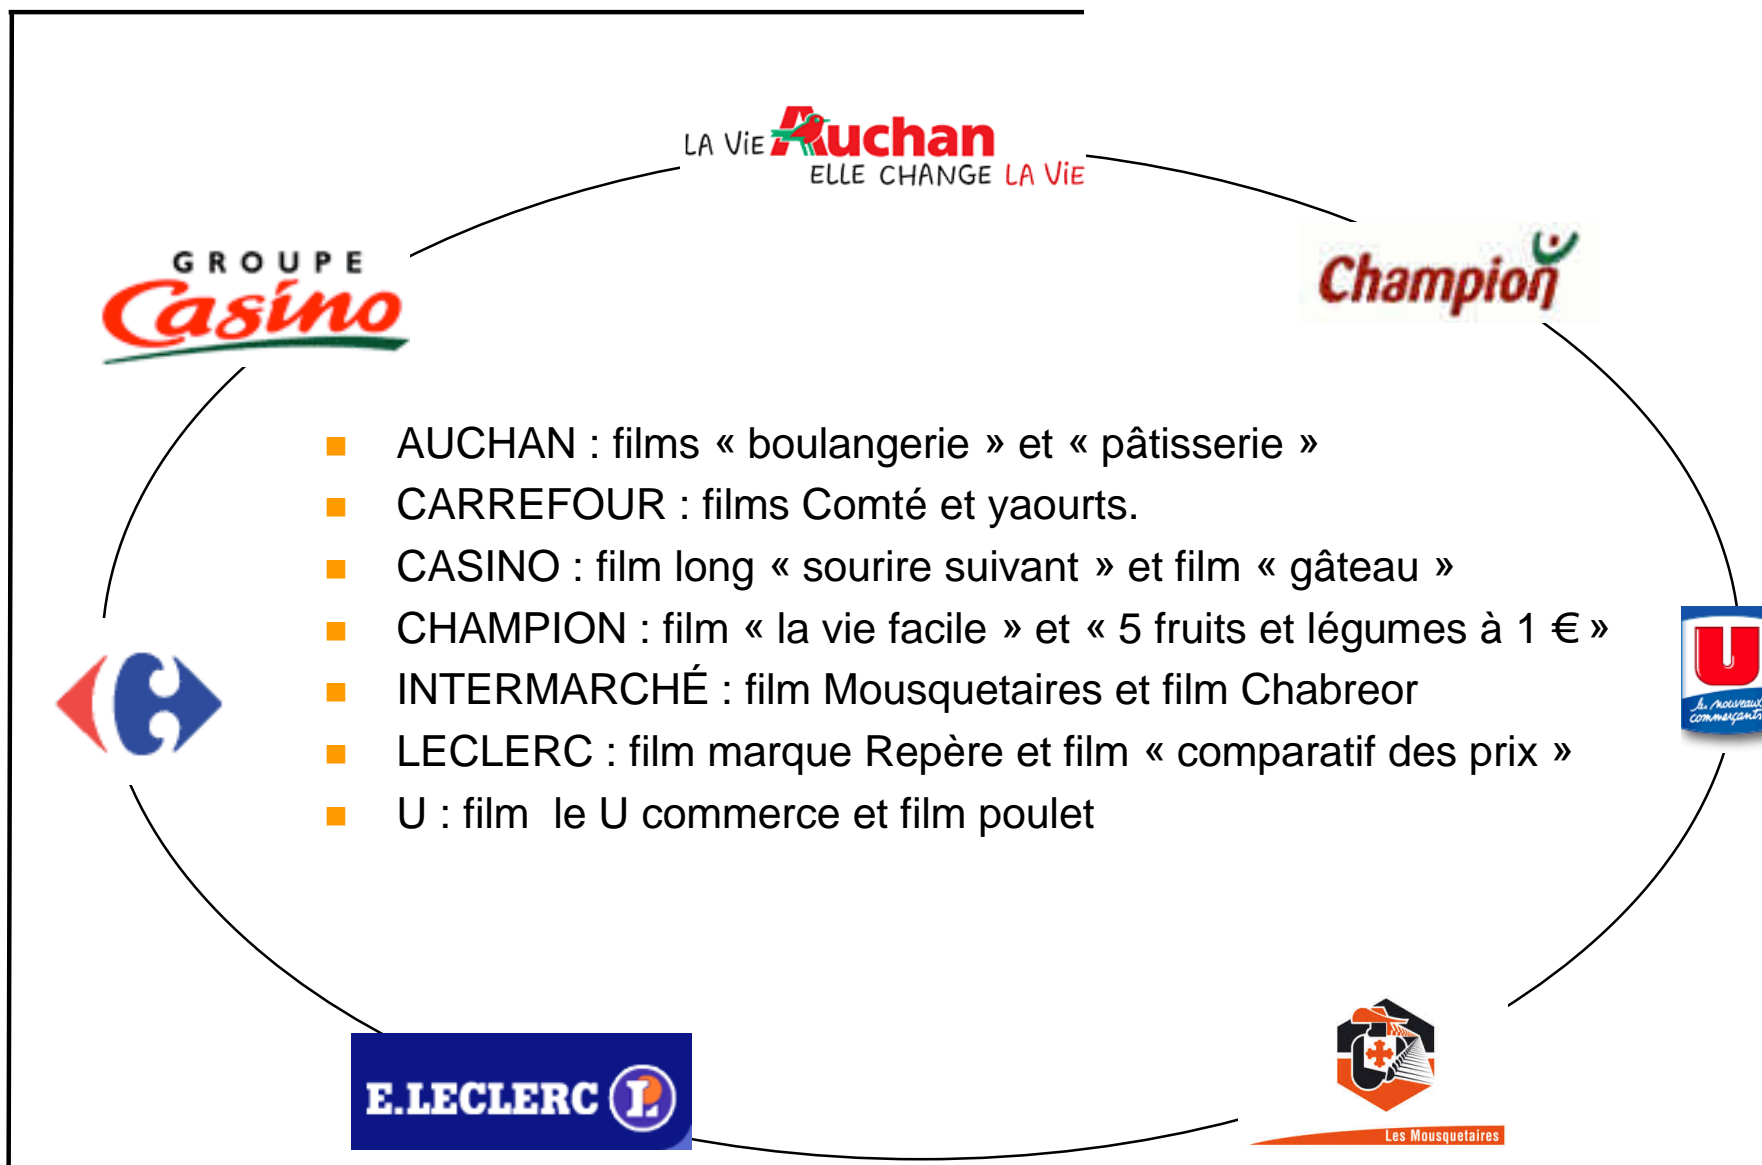 LA VIE Auchan
ELLE CHANGE LA VIE
GROUPE
Casino
Champion
AUCHAN : films « boulangerie » et « pâtisserie »
CARREFOUR : films Comté et yaourts.
CASINO : film long « sourire suivant » et film « gâteau »
CHAMPION : film « la vie facile » et « 5 fruits et légumes à 1 € »
INTERMARCHÉ : film Mousquetaires et film Chabreor
LECLERC : film marque Repère et film « comparatif des prix »
U : film le U commerce et film poulet
U
les nouveaux
commerçants
E.LECLERC L
Les Mousquetaires